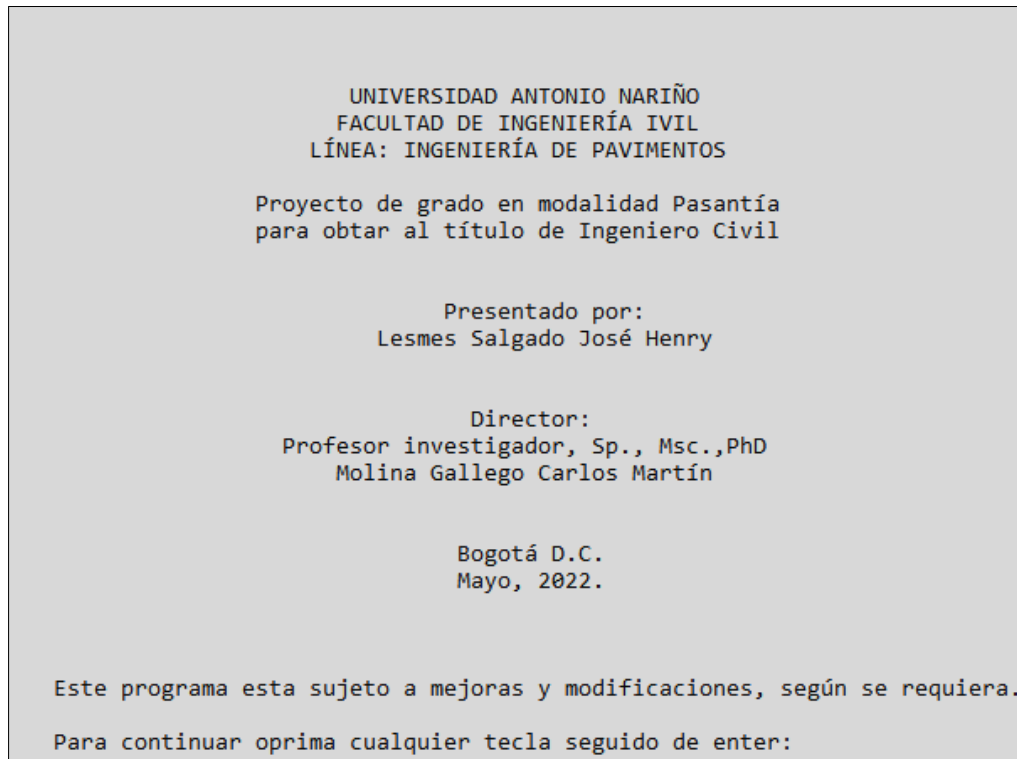 UNIVERSIDAD ANTONIO NARIÑO
FACULTAD DE INGENIERÍA IVIL
LÍNEA: INGENIERÍA DE PAVIMENTOS
Proyecto de grado en modalidad Pasantía
para obtar al título de Ingeniero Civil
Presentado por:
Lesmes Salgado José Henry
Director:
Profesor investigador, Sp., Msc.,PhD
Molina Gallego Carlos Martín
Bogotá D.C.
Mayo, 2022.
Este programa esta sujeto a mejoras y modificaciones, según se requiera.
Para continuar oprima cualquier tecla seguido de enter: